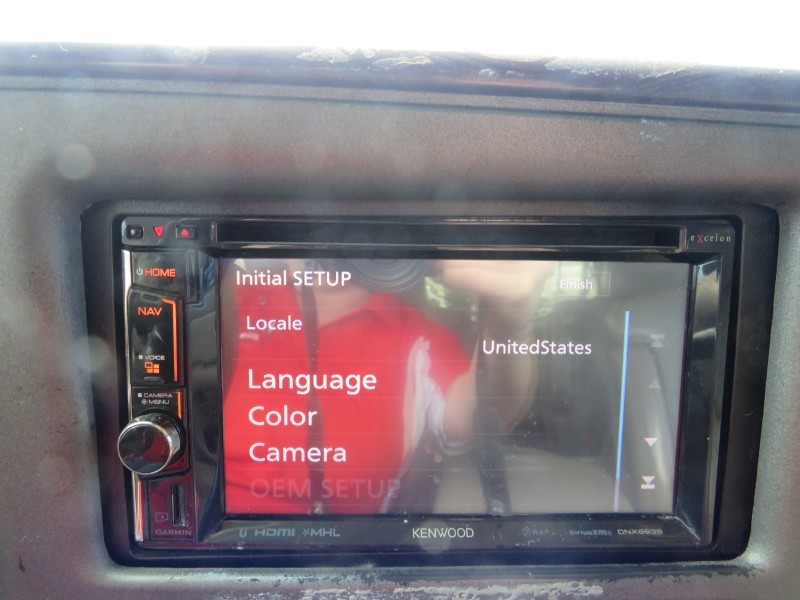 excelon
HOME
Initial SETUP
Finish
NAV
Locale
UnitedStates
VOICE
Language
CAMERA
MENU
Color
Camera
OEM SETUP
GARMIN
HDMI MHL KENWOOD SiriusXM